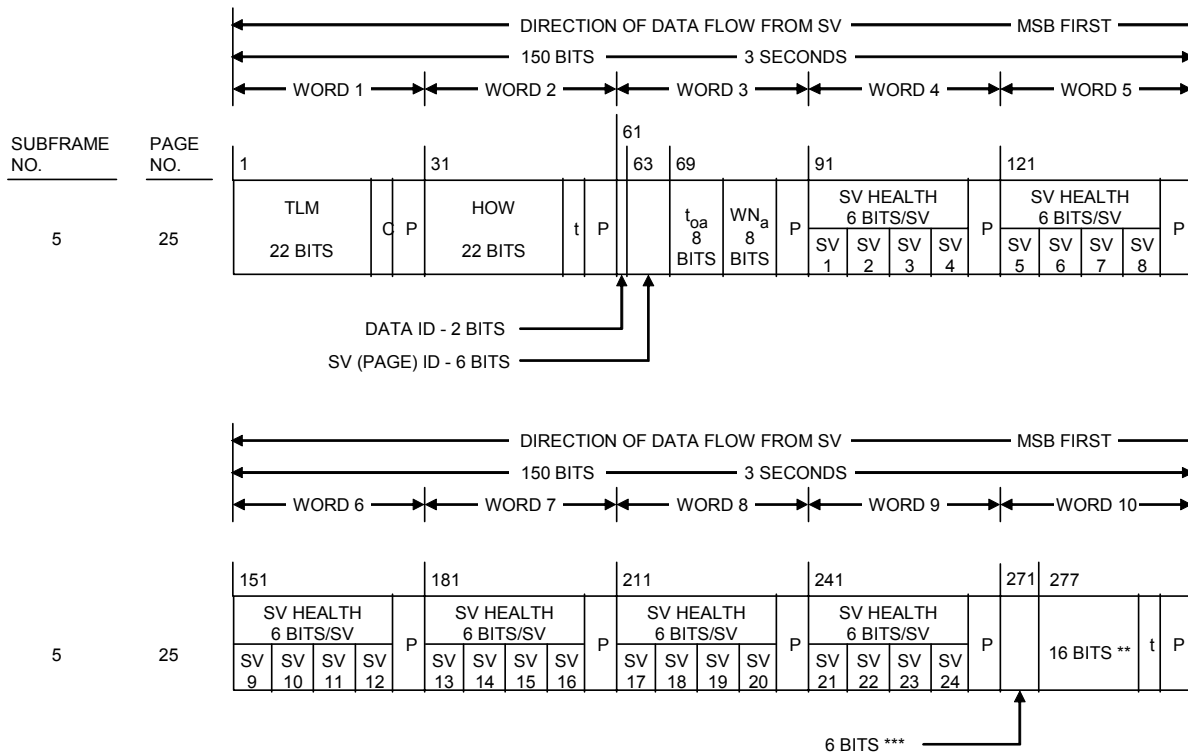 DIRECTION OF DATA FLOW FROM SV MSB FIRST
150 BITS 3 SECONDS
WORD 1 WORD 2 WORD 3 WORD 4 WORD 5
SUBFRAME NO. PAGE NO.
61
1 31 63 69 91 121
5 25
TLM 22 BITS C P
HOW 22 BITS t P
toa 8 BITS WNa 8 BITS P
SV HEALTH 6 BITS/SV P
SV 1 SV 2 SV 3 SV 4
SV HEALTH 6 BITS/SV P
SV 5 SV 6 SV 7 SV 8
DATA ID - 2 BITS
SV (PAGE) ID - 6 BITS
DIRECTION OF DATA FLOW FROM SV MSB FIRST
150 BITS 3 SECONDS
WORD 6 WORD 7 WORD 8 WORD 9 WORD 10
151 181 211 241 271 277
5 25
SV HEALTH 6 BITS/SV P
SV 9 SV 10 SV 11 SV 12
SV HEALTH 6 BITS/SV P
SV 13 SV 14 SV 15 SV 16
SV HEALTH 6 BITS/SV P
SV 17 SV 18 SV 19 SV 20
SV HEALTH 6 BITS/SV P
SV 21 SV 22 SV 23 SV 24
16 BITS ** t P
6 BITS ***